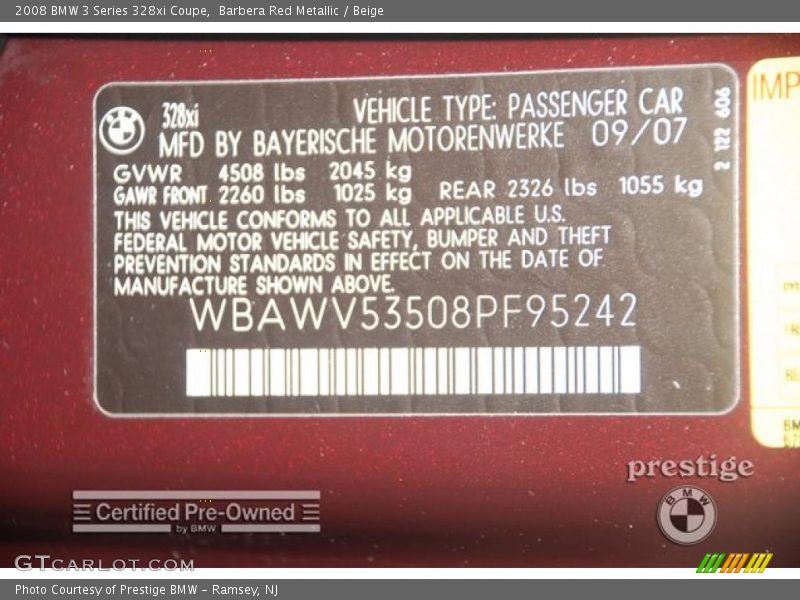 2008 BMW 3 Series 328xi Coupe,  Barbera Red Metallic / Beige
328xi VEHICLE TYPE: PASSENGER CAR
MFD BY BAYERISCHE MOTORENWERKE 09/07
2 122 606
GVWR 4508 lbs 2045 kg
GAWR FRONT 2260 lbs 1025 kg REAR 2326 lbs 1055 kg
THIS VEHICLE CONFORMS TO ALL APPLICABLE U.S.
FEDERAL MOTOR VEHICLE SAFETY, BUMPER AND THEFT
PREVENTION STANDARDS IN EFFECT ON THE DATE OF
MANUFACTURE SHOWN ABOVE.
WBAWV53508PF95242
IMP
BM
prestige
BMW
Certified Pre-Owned
by BMW
GTcarlot.com
Photo Courtesy of Prestige BMW – Ramsey, NJ